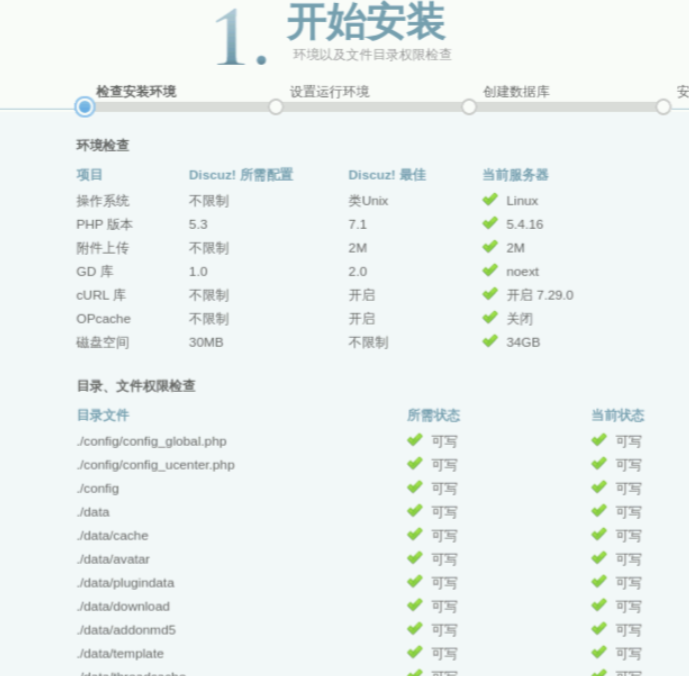 1. 开始安装
环境以及文件目录权限检查
检查安装环境 设置运行环境 创建数据库 安
环境检查
项目 Discuz! 所需配置 Discuz! 最佳 当前服务器
操作系统 不限制 类Unix Linux
PHP 版本 5.3 7.1 5.4.16
附件上传 不限制 2M 2M
GD 库 1.0 2.0 noext
cURL 库 不限制 开启 开启 7.29.0
OPcache 不限制 开启 关闭
磁盘空间 30MB 不限制 34GB
目录、文件权限检查
目录文件 所需状态 当前状态
./config/config_global.php 可写 可写
./config/config_ucenter.php 可写 可写
./config 可写 可写
./data 可写 可写
./data/cache 可写 可写
./data/avatar 可写 可写
./data/plugindata 可写 可写
./data/download 可写 可写
./data/addonmd5 可写 可写
./data/template 可写 可写